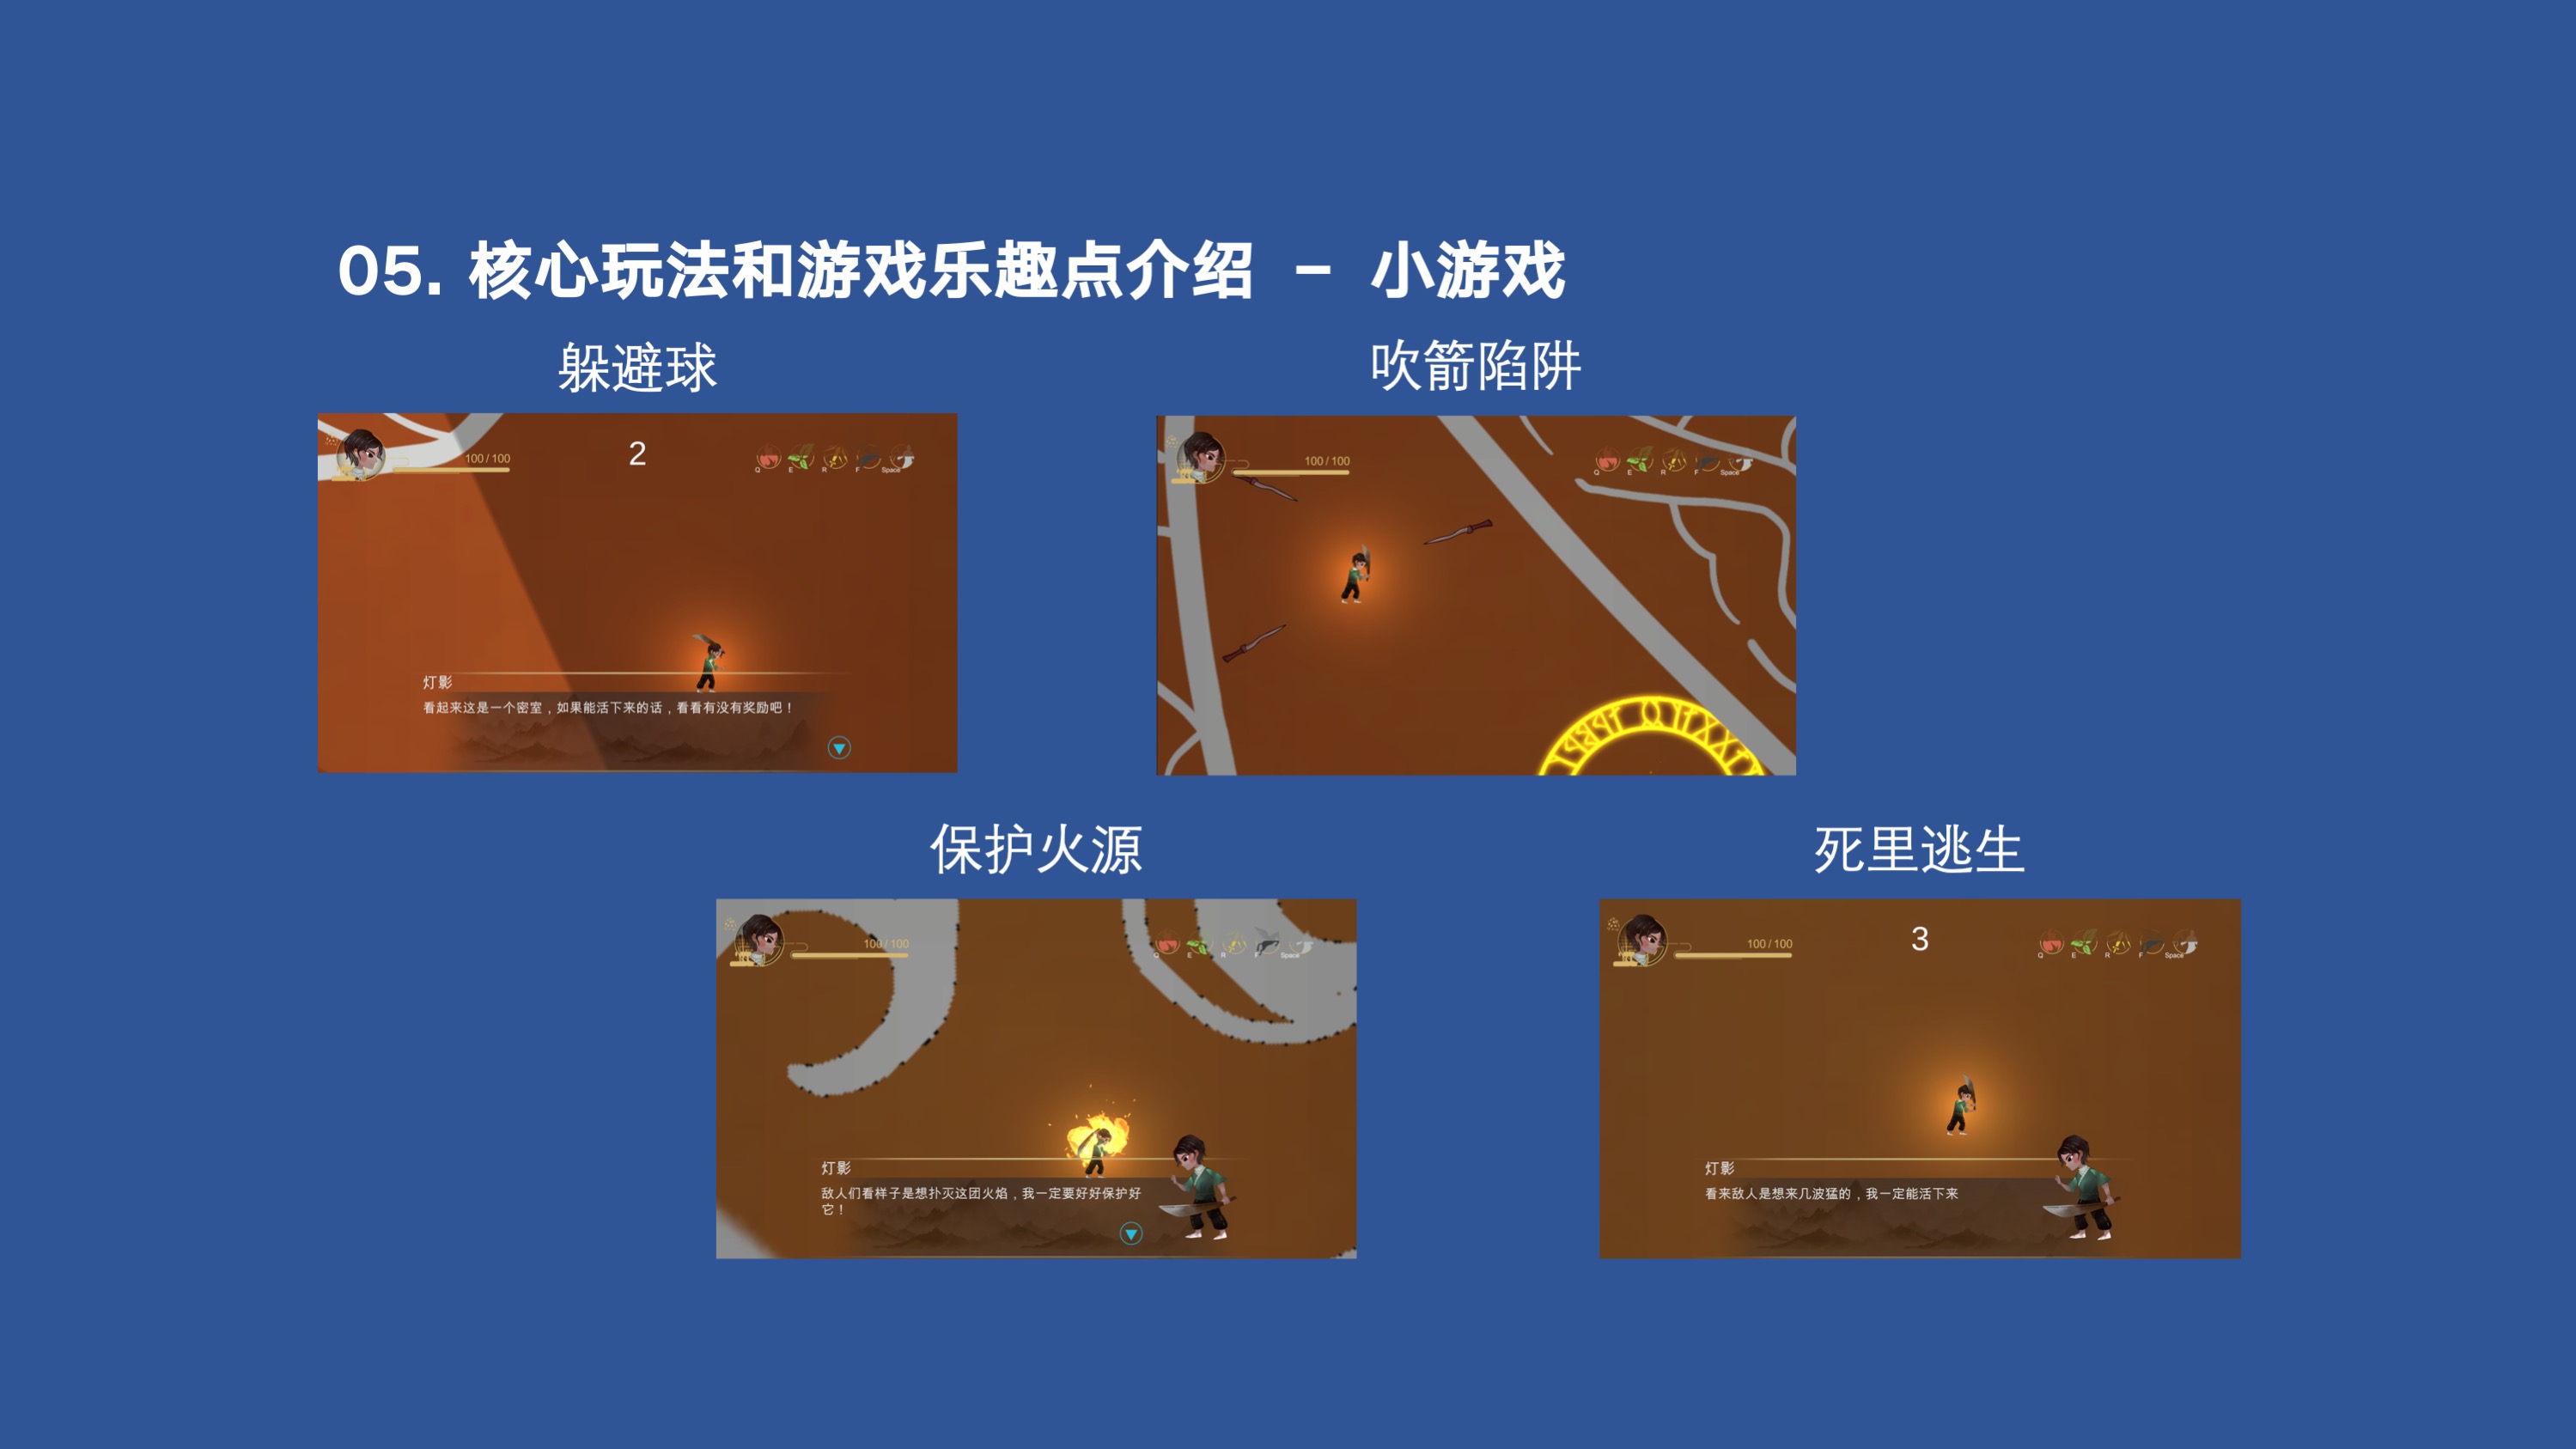 05. 核心玩法和游戏乐趣点介绍 – 小游戏
躲避球
吹箭陷阱
100/100
2
Q E R F Space
灯影
看起来这是一个密室，如果能活下来的话，看看有没有奖励吧！
100/100
Q E R F Space
保护火源
死里逃生
100/100
Q E R F Space
灯影
敌人们看样子是想扑灭这团火焰，我一定要好好保护好
它！
100/100
3
Q E R F Space
灯影
看来敌人是想来几波猛的，我一定能活下来